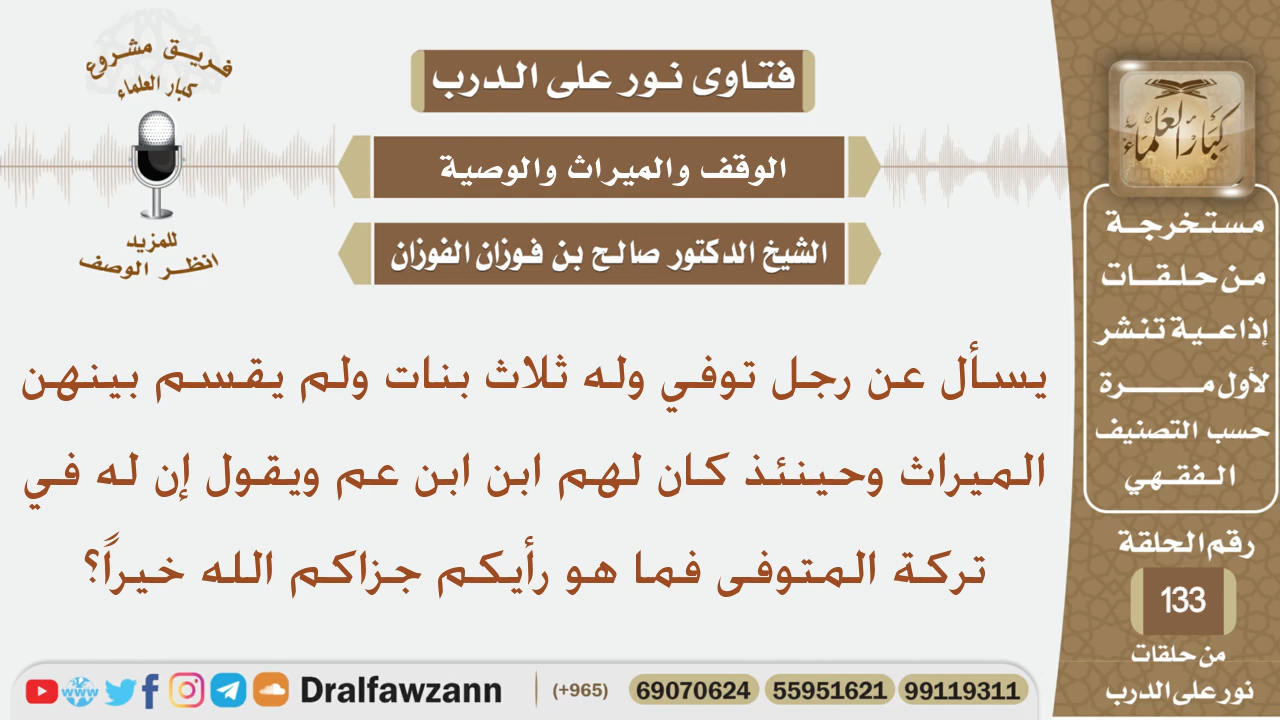 فريق مشروع
كبار العلماء
للمزيد
انظر الوصف
فتاوى نور على الدرب
الوقف والميراث والوصية
الشيخ الدكتور صالح بن فوزان الفوزان
يسأل عن رجل توفي وله ثلاث بنات ولم يقسم بينهن
الميراث وحينئذ كان لهم ابن ابن عم ويقول إن له في
تركة المتوفى فما هو رأيكم جزاكم الله خيراً؟
كبار العلماء
مستخرجة
من حلقات
إذاعية تنشر
لأول مرة
حسب التصنيف
الفقهي
رقم الحلقة
133
من حلقات
نور على الدرب
www
Dralfawzann
(+965)
69070624
55951621
99119311